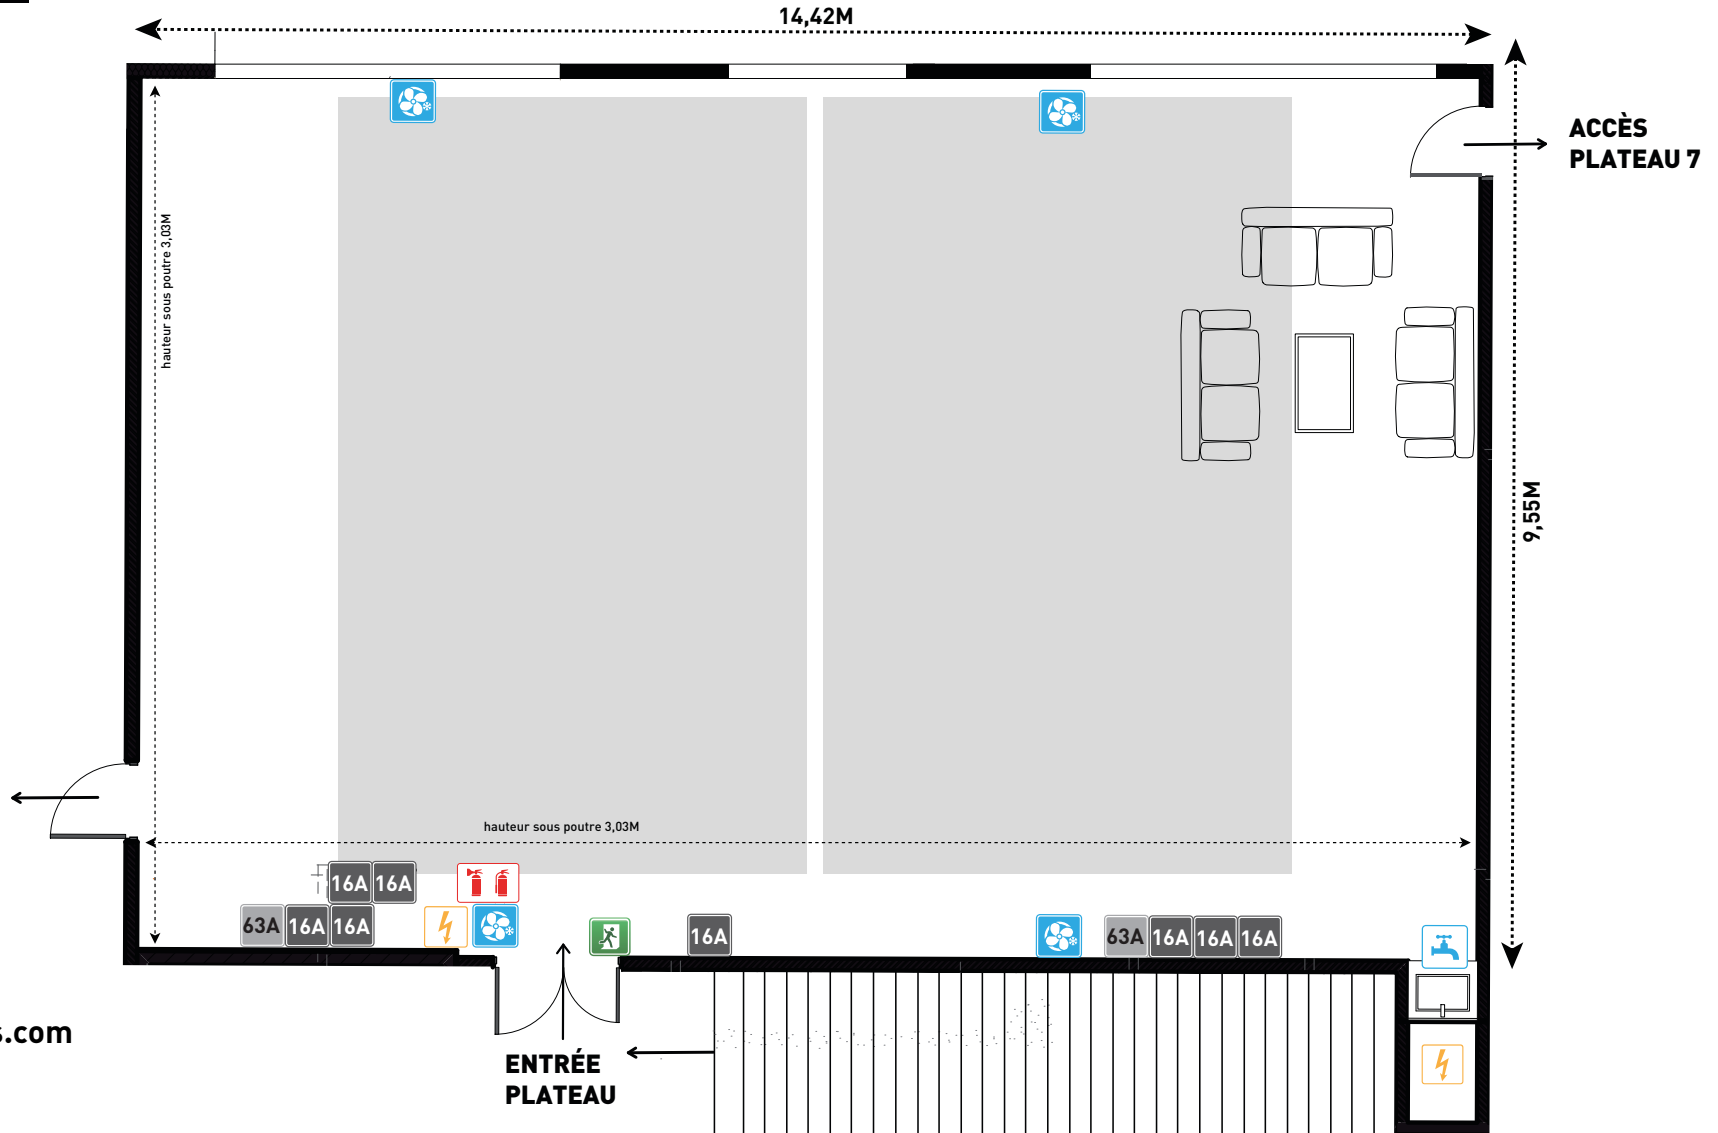 14,42M
ACCÈS
PLATEAU 7
hauteur sous poutre 3,03M
9,55M
hauteur sous poutre 3,03M
16A 16A
63A 16A 16A
16A
63A 16A 16A 16A
s.com
ENTRÉE
PLATEAU